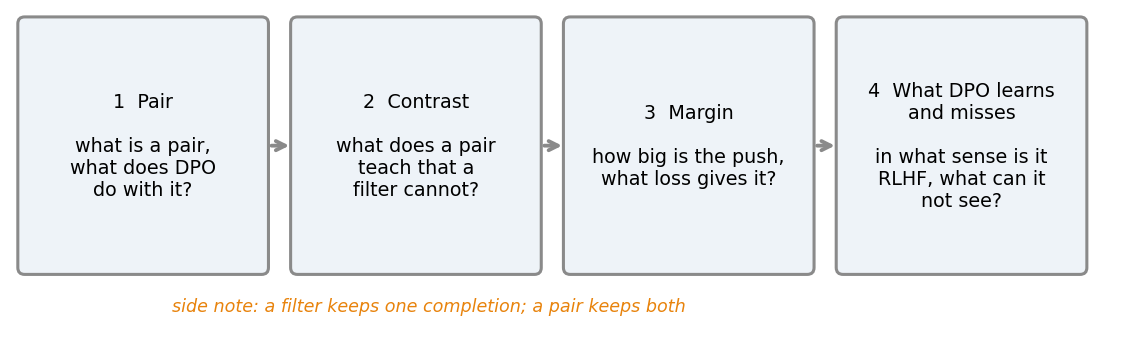 1  Pair
what is a pair,
what does DPO
do with it?
2  Contrast
what does a pair
teach that a
filter cannot?
3  Margin
how big is the push,
what loss gives it?
4  What DPO learns
and misses
in what sense is it
RLHF, what can it
not see?
side note: a filter keeps one completion; a pair keeps both